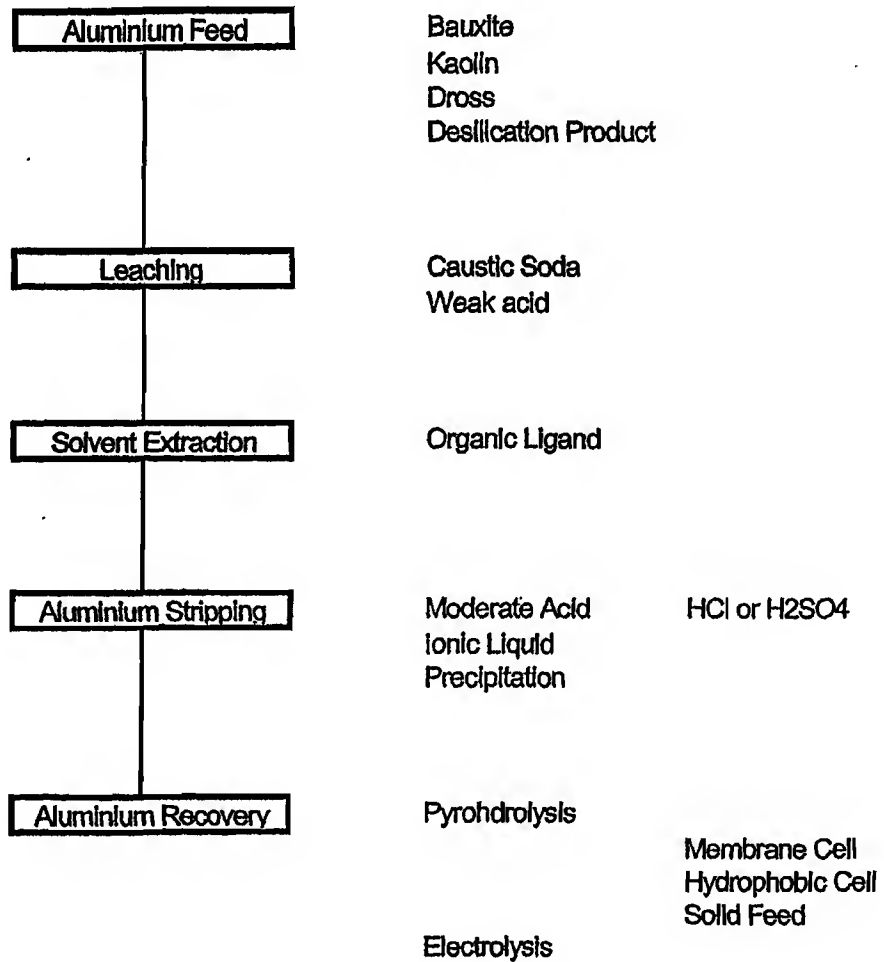 Aluminium Feed Bauxite
Kaolin
Dross
Desilication Product
Leaching Caustic Soda
Weak acid
Solvent Extraction Organic Ligand
Aluminium Stripping Moderate Acid HCl or H2SO4
Ionic Liquid
Precipitation
Aluminium Recovery Pyrohdrolysis
Membrane Cell
Hydrophobic Cell
Solid Feed
Electrolysis